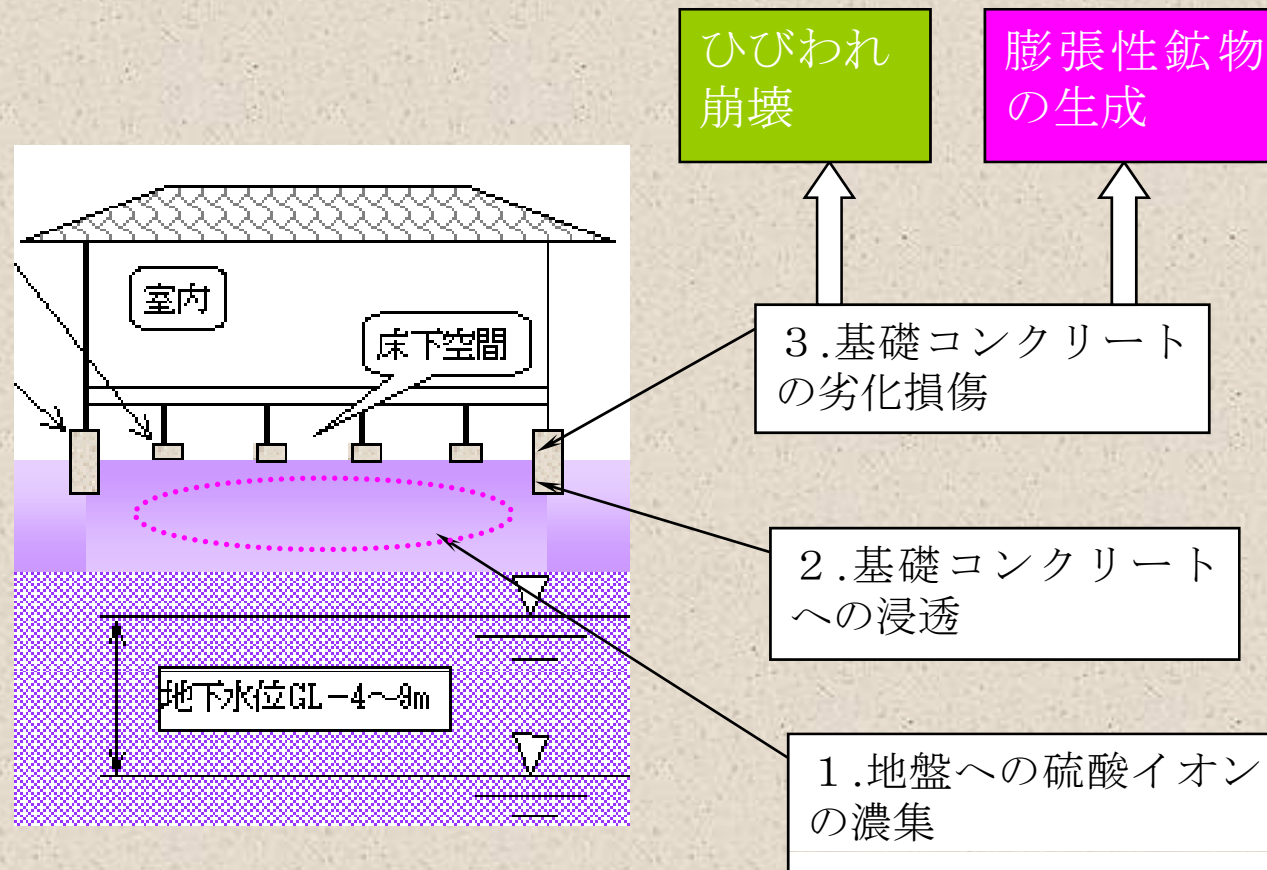 ひびわれ
崩壊
膨張性鉱物
の生成
室内
床下空間
３.基礎コンクリート
の劣化損傷
２.基礎コンクリート
への浸透
地下水位GL－4～-9m
１.地盤への硫酸イオン
の濃集